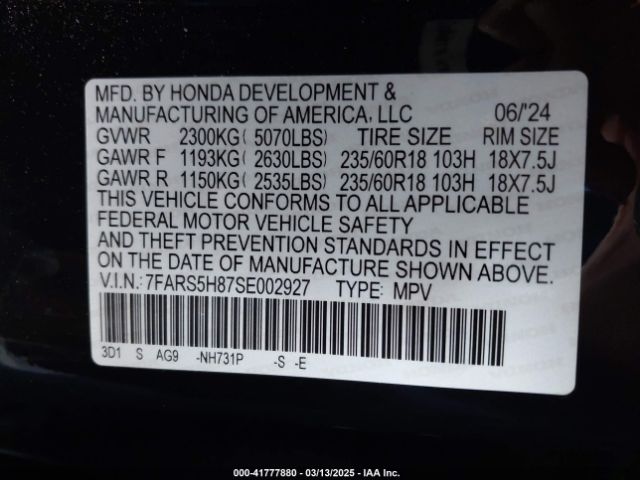 MFD. BY HONDA DEVELOPMENT &
MANUFACTURING OF AMERICA, LLC 06/'24
GVWR 2300KG( 5070LBS) TIRE SIZE RIM SIZE
GAWR F 1193KG( 2630LBS) 235/60R18 103H 18X7.5J
GAWR R 1150KG( 2535LBS) 235/60R18 103H 18X7.5J
THIS VEHICLE CONFORMS TO ALL APPLICABLE
FEDERAL MOTOR VEHICLE SAFETY
AND THEFT PREVENTION STANDARDS IN EFFECT
ON THE DATE OF MANUFACTURE SHOWN ABOVE.
V.I.N.: 7FARS5H87SE002927 TYPE: MPV
3D1 S AG9 -NH731P -S -E
000-41777880 - 03/13/2025 - IAA Inc.